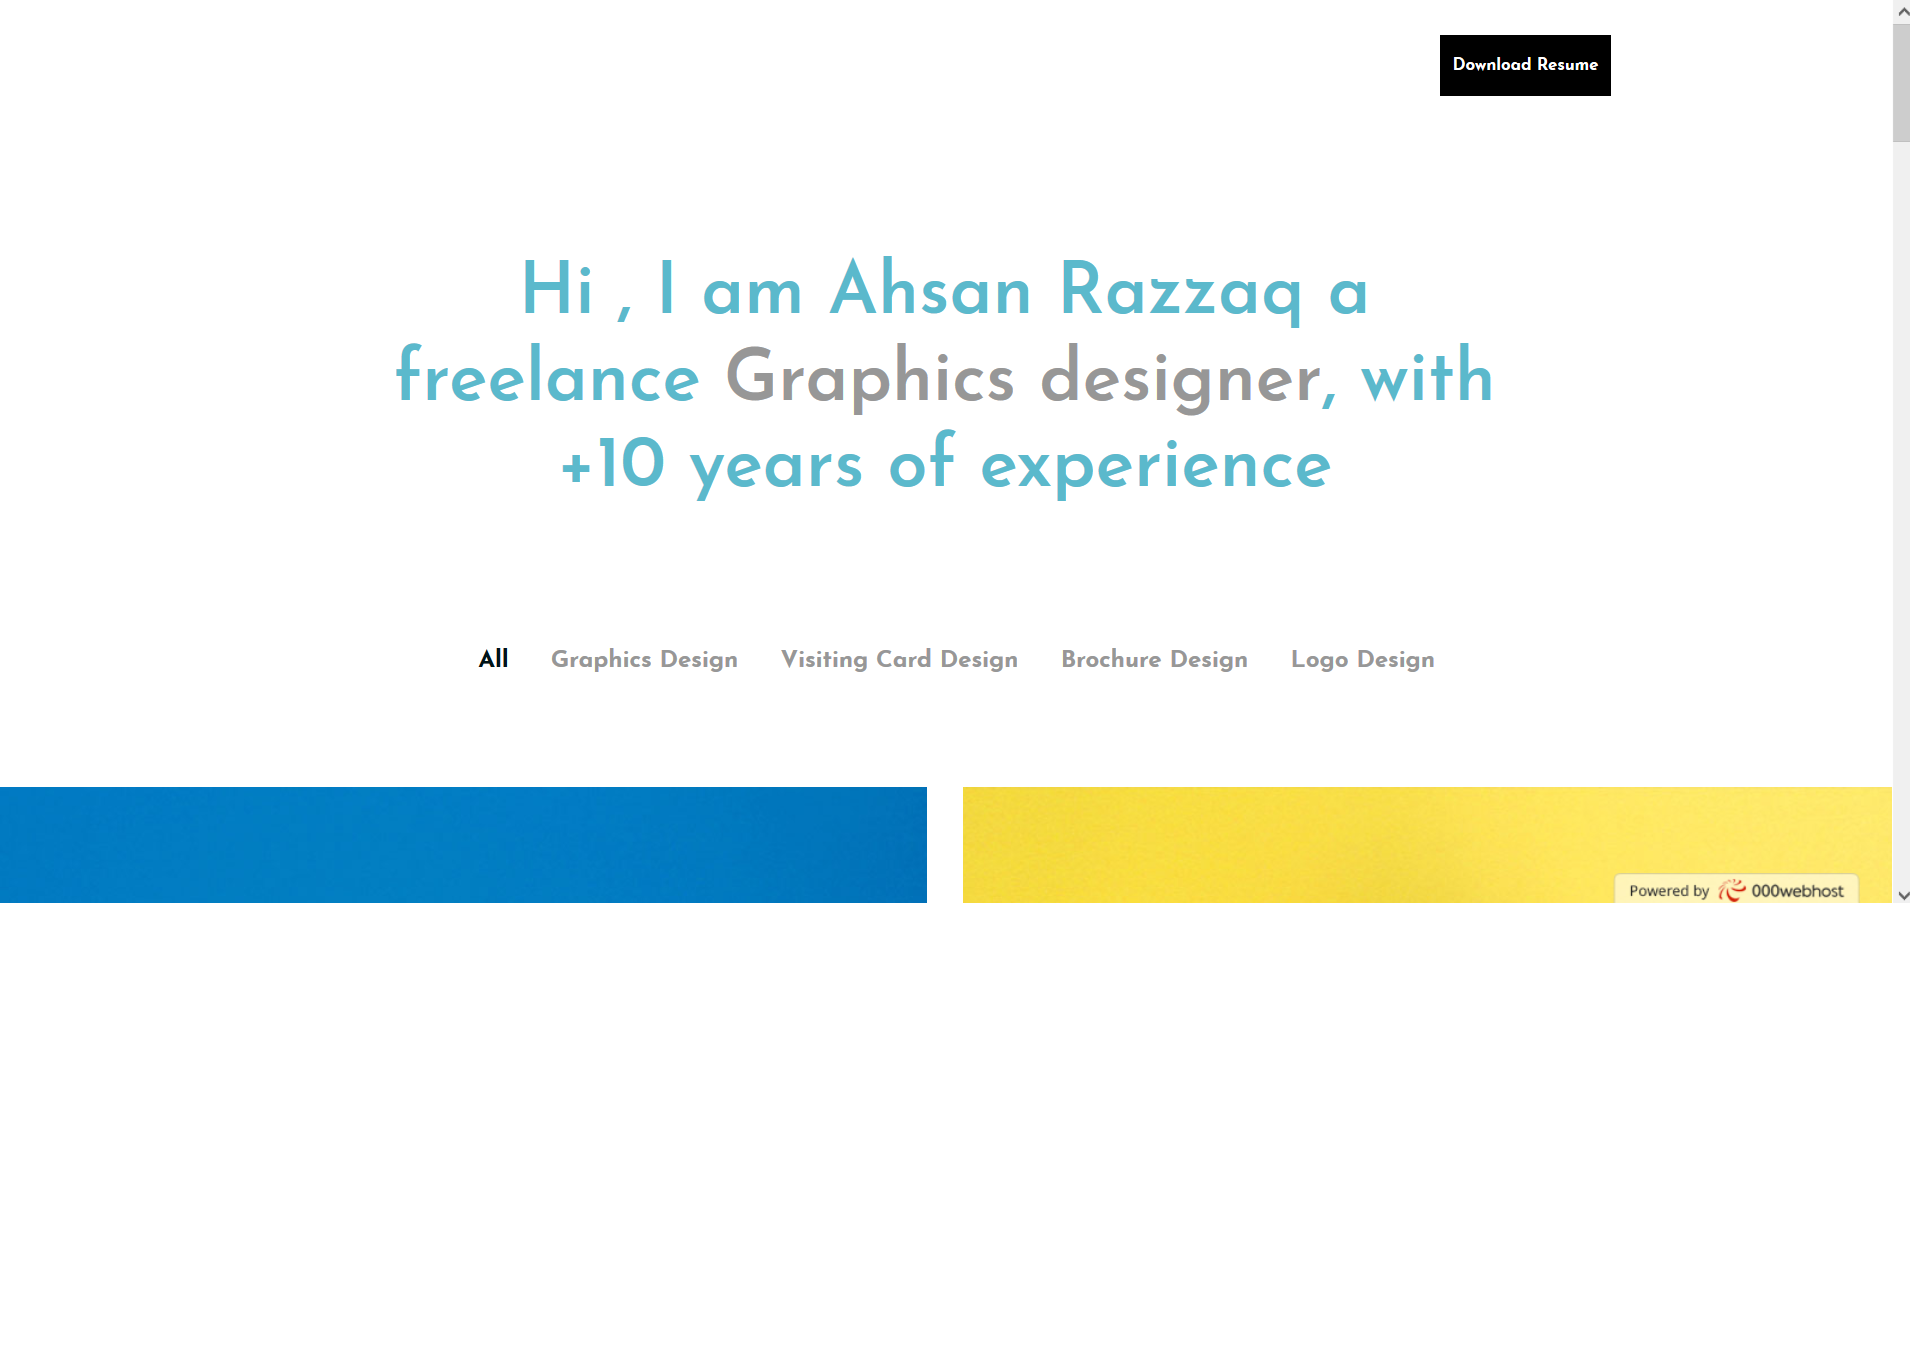 Download Resume
Hi , I am Ahsan Razzaq a
freelance Graphics designer, with
+10 years of experience
All Graphics Design Visiting Card Design Brochure Design Logo Design
Powered by 000webhost